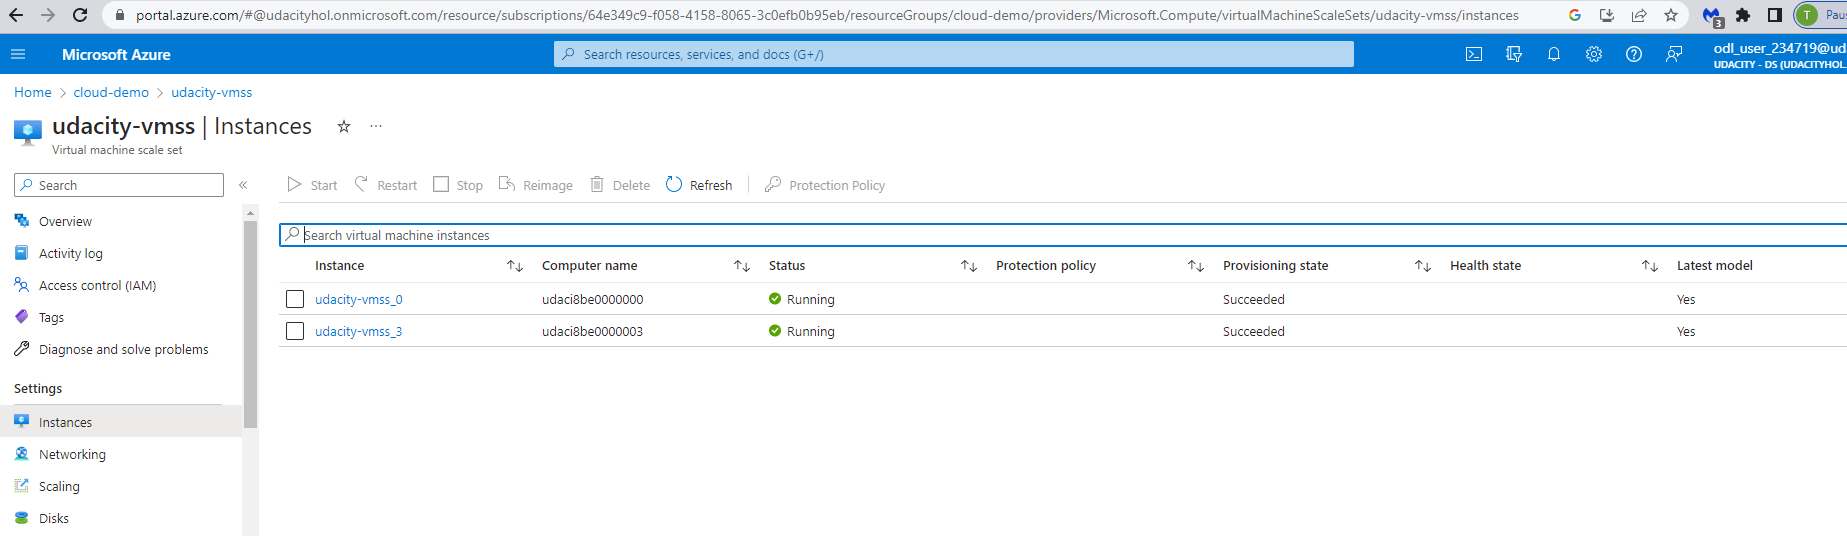 portal.azure.com/#@udacityhol.onmicrosoft.com/resource/subscriptions/64e349c9-f058-4158-8065-3c0efb0b95eb/resourceGroups/cloud-demo/providers/Microsoft.Compute/virtualMachineScaleSets/udacity-vmss/instances G 3 T Paus
Microsoft Azure Search resources, services, and docs (G+/) odl_user_234719@uda
UDACITY - DS (UDACITYHOL_
Home > cloud-demo > udacity-vmss
udacity-vmss | Instances ☆ ···
Virtual machine scale set
Search « Start Restart Stop Reimage Delete Refresh Protection Policy
Overview
Search virtual machine instances
Activity log
Instance Computer name Status Protection policy Provisioning state Health state Latest model
Access control (IAM)
udacity-vmss_0 udaci8be0000000 Running Succeeded Yes
Tags
udacity-vmss_3 udaci8be0000003 Running Succeeded Yes
Diagnose and solve problems
Settings
Instances
Networking
Scaling
Disks